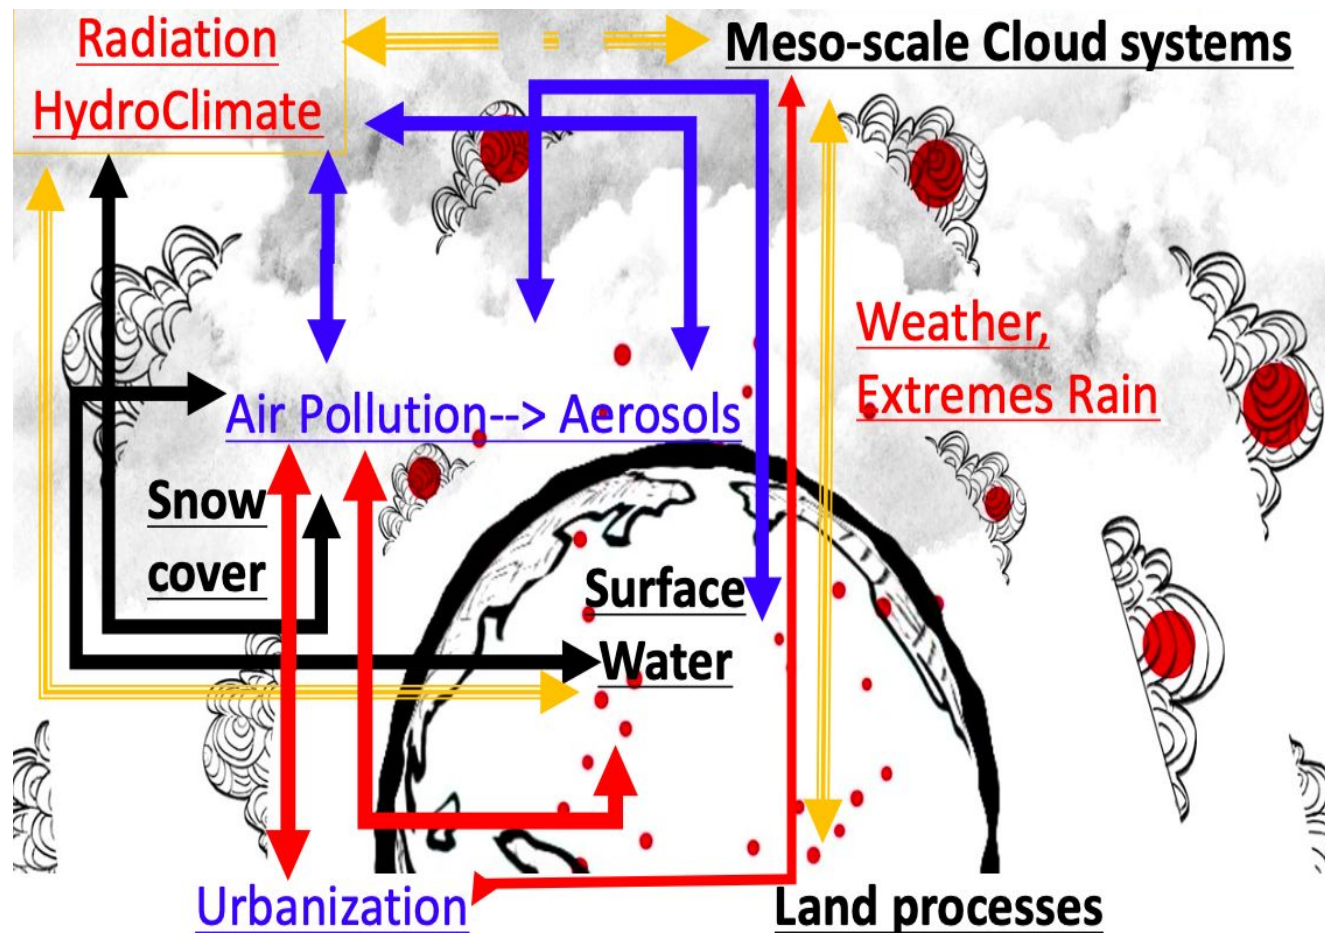 Radiation
HydroClimate
Meso-scale Cloud systems
Weather,
Extremes Rain
Air Pollution--> Aerosols
Snow
cover
Surface
Water
Urbanization
Land processes